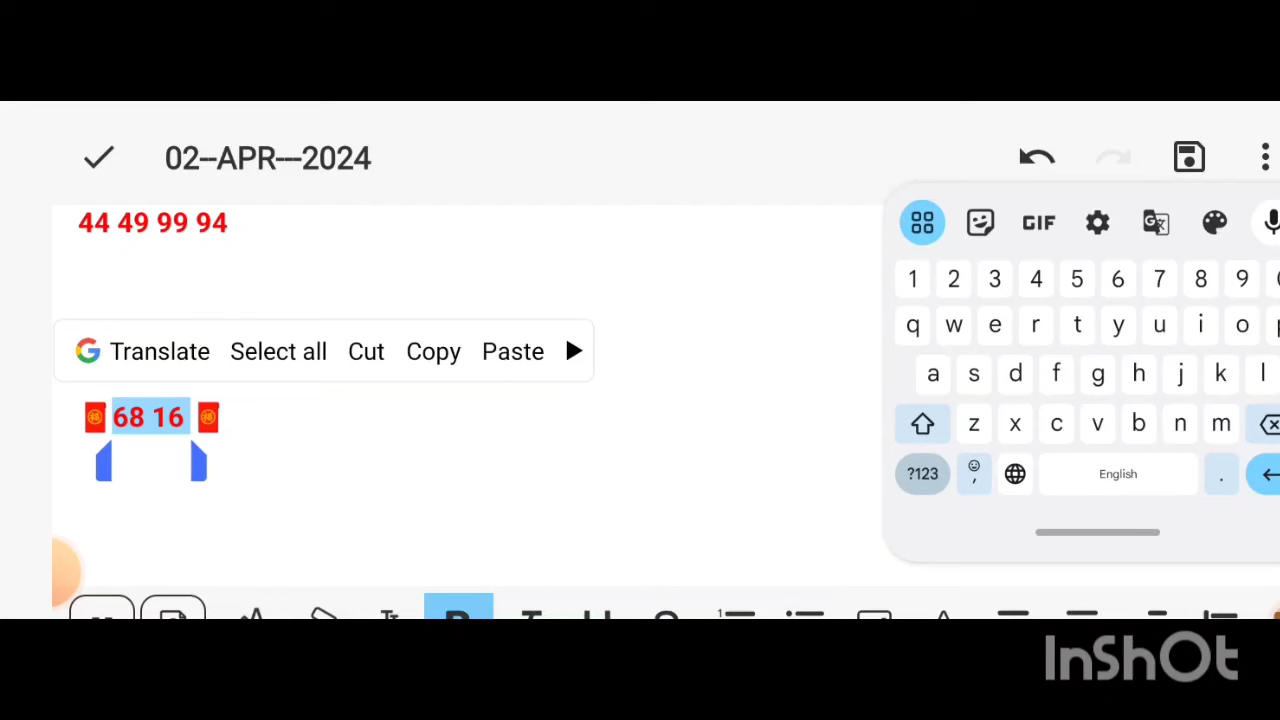 02--APR---2024
44 49 99 94
GIF
1 2 3 4 5 6 7 8 9
q w e r t y u i o p
Translate Select all Cut Copy Paste
a s d f g h j k l
🧧 68 16 🧧
z x c v b n m
?123 , English .
B
InShOt